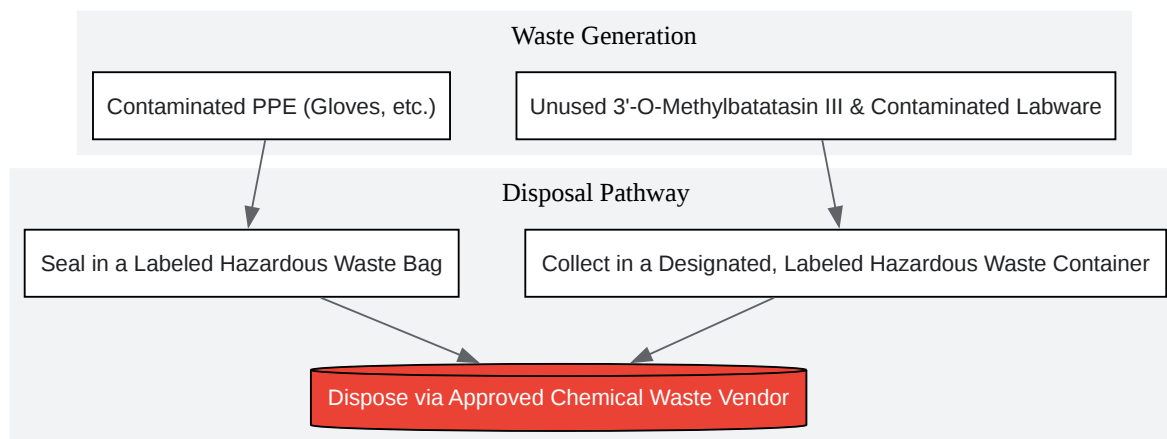 Waste Generation
Contaminated PPE (Gloves, etc.)
Unused 3'-O-Methylbatatasin III & Contaminated Labware
Disposal Pathway
Seal in a Labeled Hazardous Waste Bag
Collect in a Designated, Labeled Hazardous Waste Container
Dispose via Approved Chemical Waste Vendor